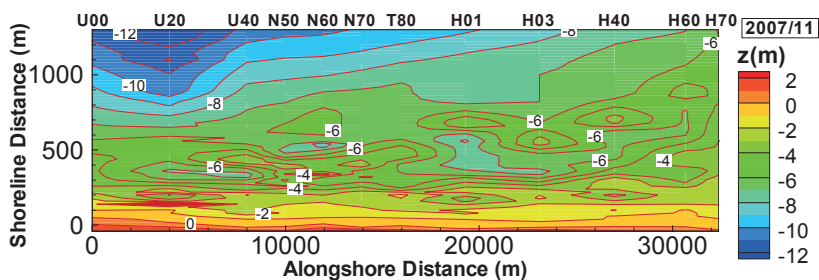 U00 U20 U40 N50 N60 N70 T80 H01 H03 H40 H60 H70
2007/11
z(m)
-12 -8 -6
1000 -10
-8
-6 -6
500 -6 -6 -4
-4
-4
-2
0 0
0 10000 20000 30000
Shoreline Distance (m)
Alongshore Distance (m)
2
0
-2
-4
-6
-8
-10
-12